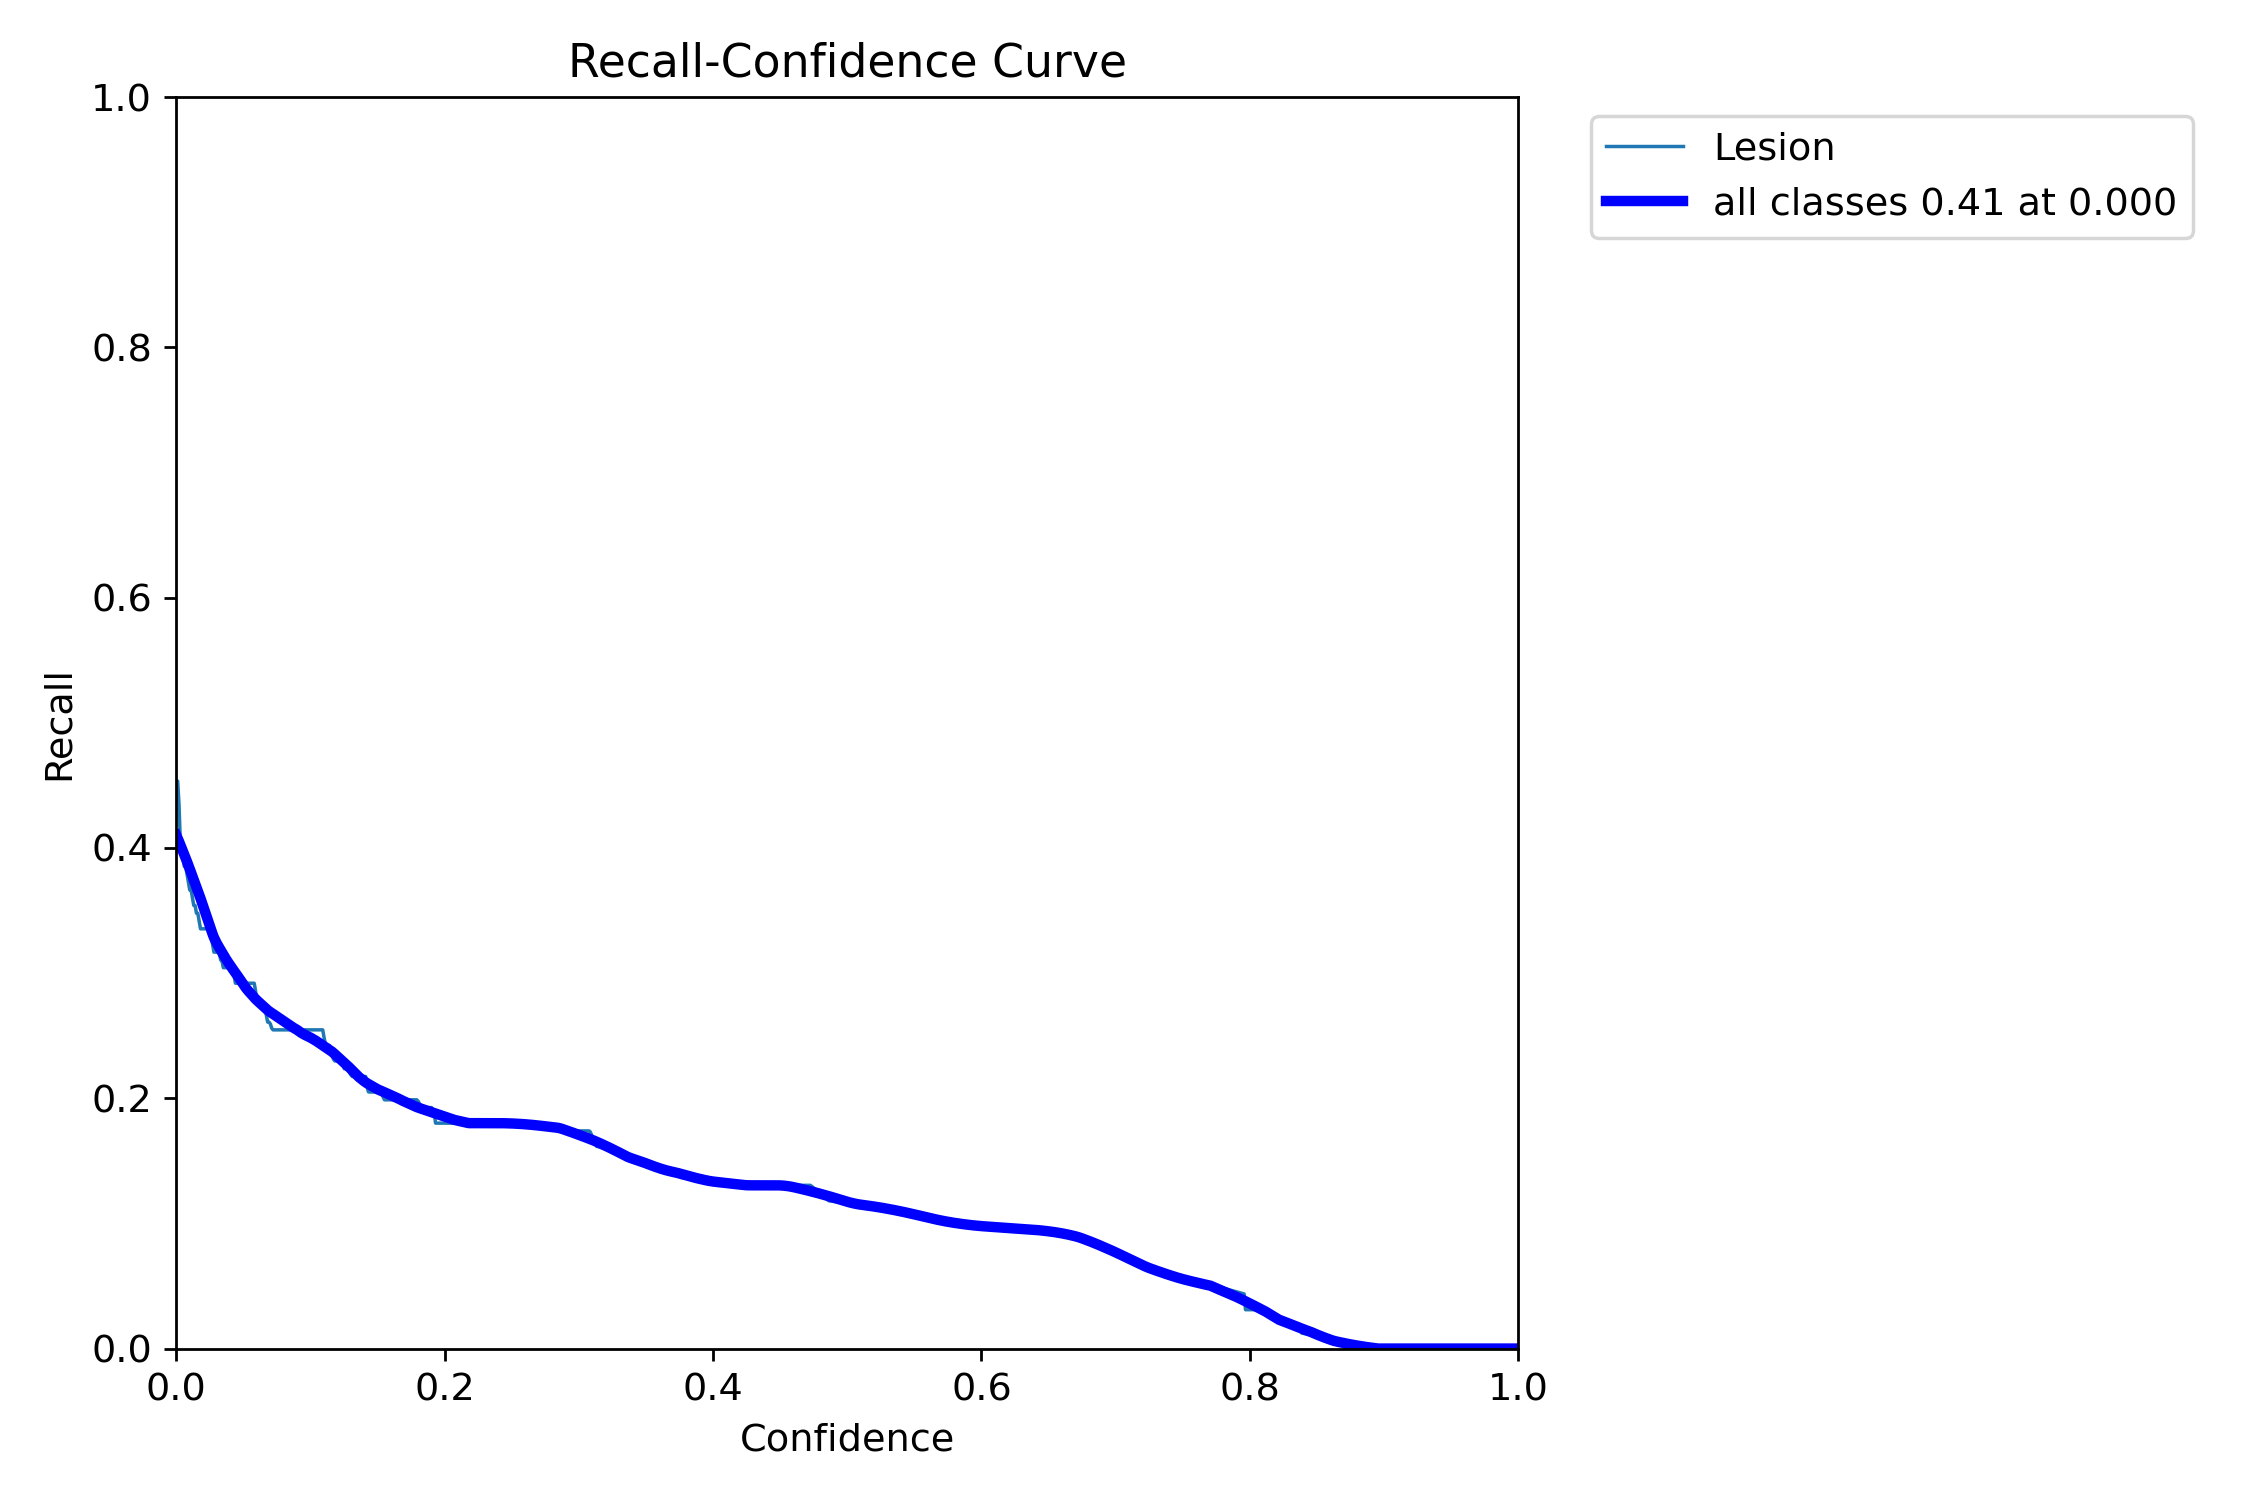 Recall-Confidence Curve
1.0
0.8
0.6
0.4
0.2
0.0
Recall
0.0 0.2 0.4 0.6 0.8 1.0
Confidence
Lesion
all classes 0.41 at 0.000